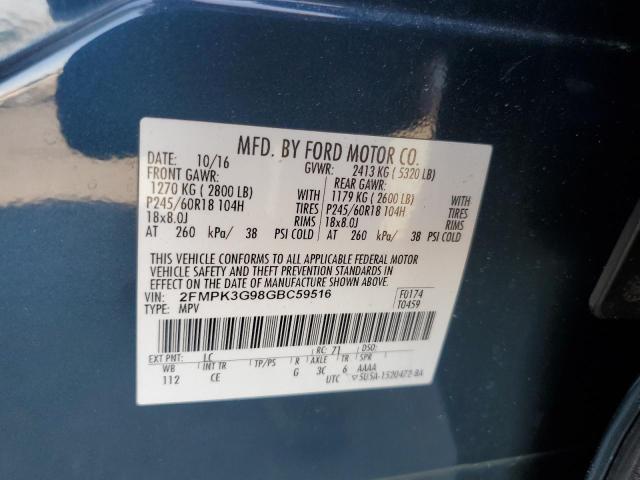 MFD. BY FORD MOTOR CO.
DATE: 10/16 GVWR: 2413 KG ( 5320 LB)
FRONT GAWR: REAR GAWR:
1270 KG ( 2800 LB) WITH 1179 KG ( 2600 LB) WITH
P245/60R18 104H TIRES P245/60R18 104H TIRES
18x8.0J RIMS 18x8.0J RIMS
AT 260 kPa/ 38 PSI COLD AT 260 kPa/ 38 PSI COLD
THIS VEHICLE CONFORMS TO ALL APPLICABLE FEDERAL MOTOR
VEHICLE SAFETY AND THEFT PREVENTION STANDARDS IN
EFFECT ON THE DATE OF MANUFACTURE SHOWN ABOVE.
VIN: 2FMPK3G98GBC59516 F0174
TYPE: MPV T0459
EXT PNT: LC RC: 71 DSO:
WB INT TR TP/PS R AXLE TR SPR
112 CE G 3C 6 AAAA
UTC